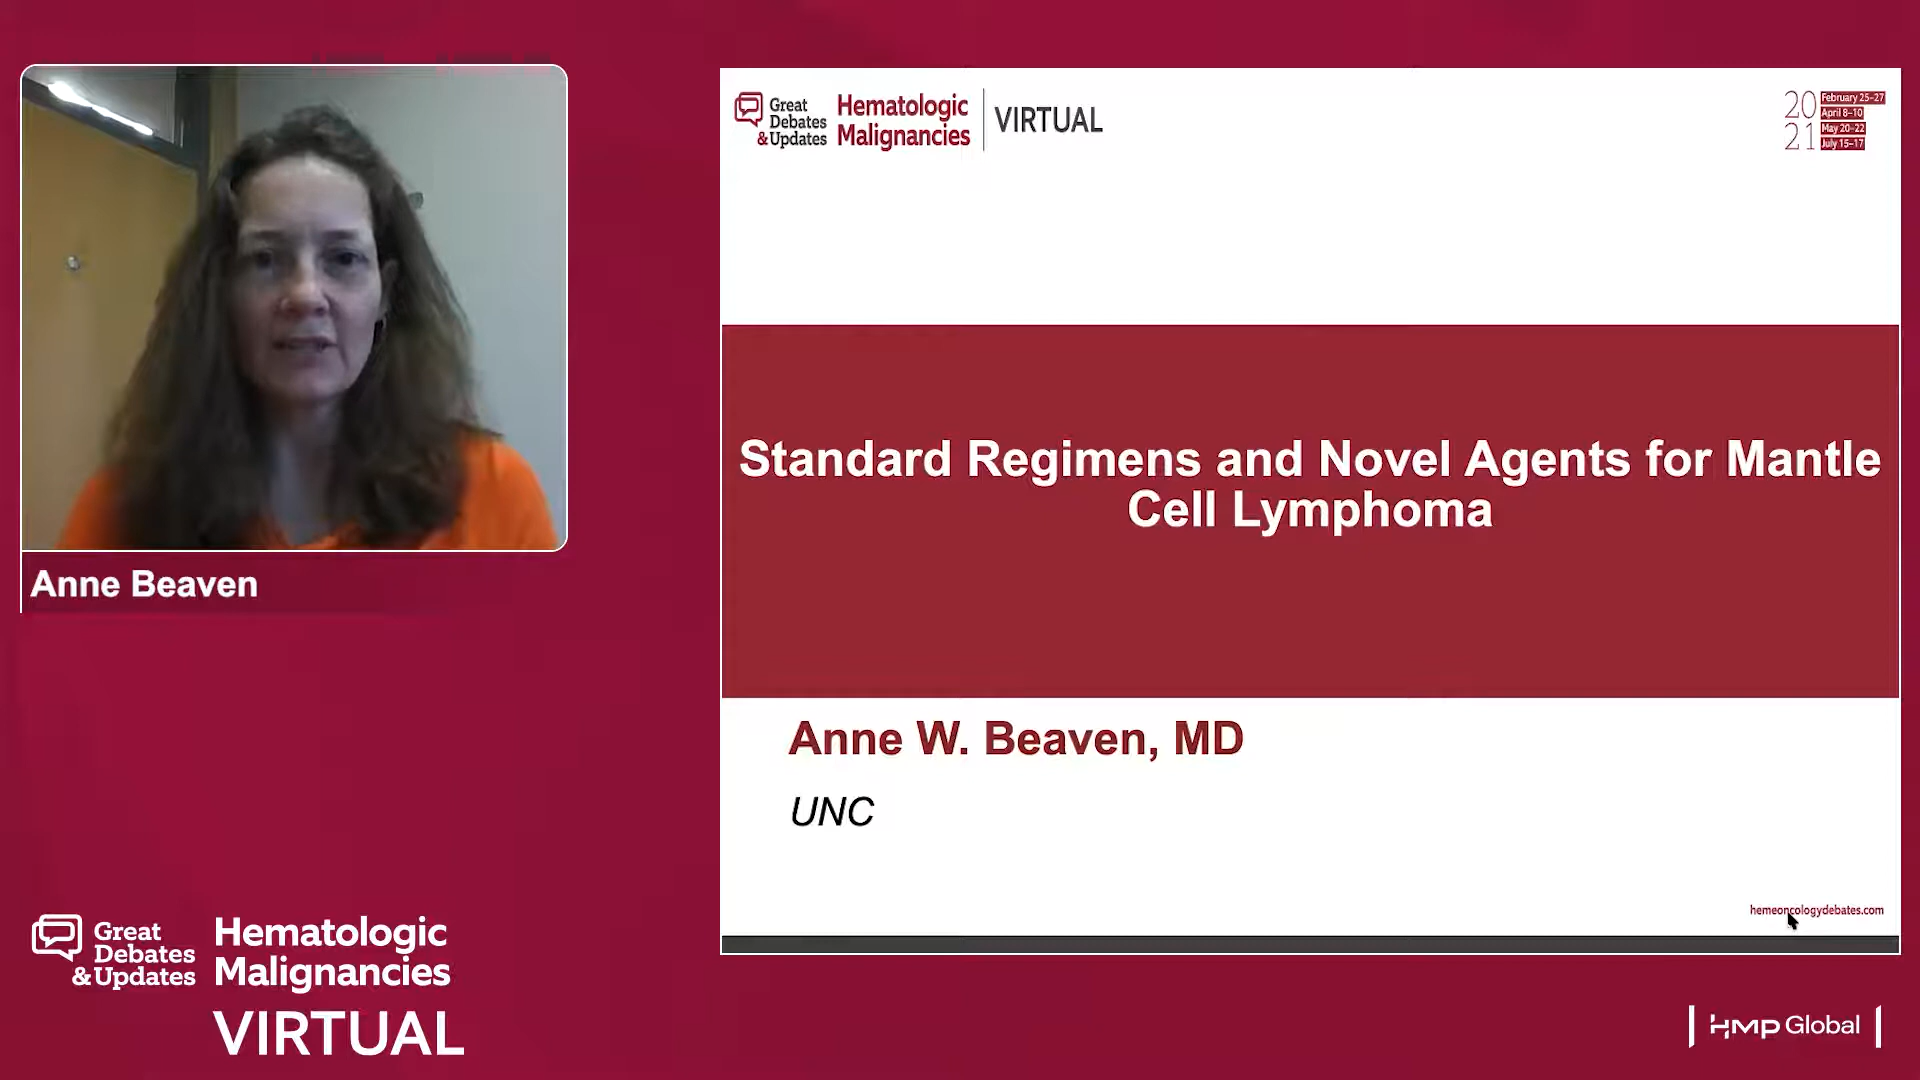 Great
Debates
&Updates
Hematologic
Malignancies
VIRTUAL
20
21
February 25-27
April 8-10
May 20-22
July 15-17
Standard Regimens and Novel Agents for Mantle
Cell Lymphoma
Anne Beaven
Anne W. Beaven, MD
UNC
hemeoncologydebates.com
Great
Debates
&Updates
Hematologic
Malignancies
VIRTUAL
HMP Global